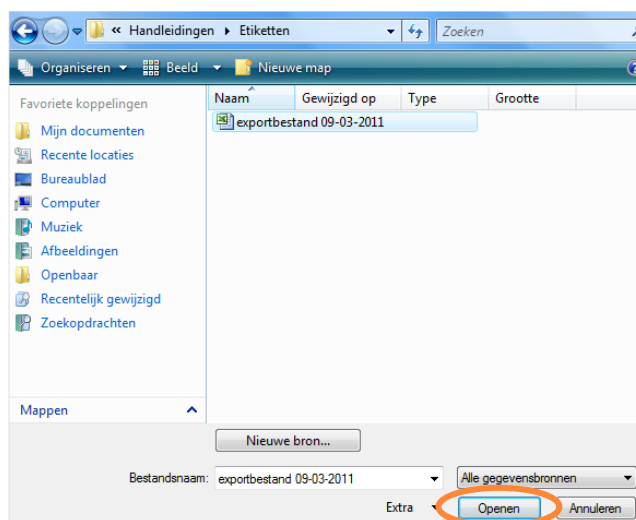 « Handleidingen Etiketten Zoeken
Organiseren Beeld Nieuwe map
Favoriete koppelingen
Mijn documenten
Recente locaties
Bureaublad
Computer
Muziek
Afbeeldingen
Openbaar
Recentelijk gewijzigd
Zoekopdrachten
Mappen
Naam Gewijzigd op Type Grootte
exportbestand 09-03-2011
Nieuwe bron...
Bestandsnaam: exportbestand 09-03-2011 Alle gegevensbronnen
Extra Openen Annuleren